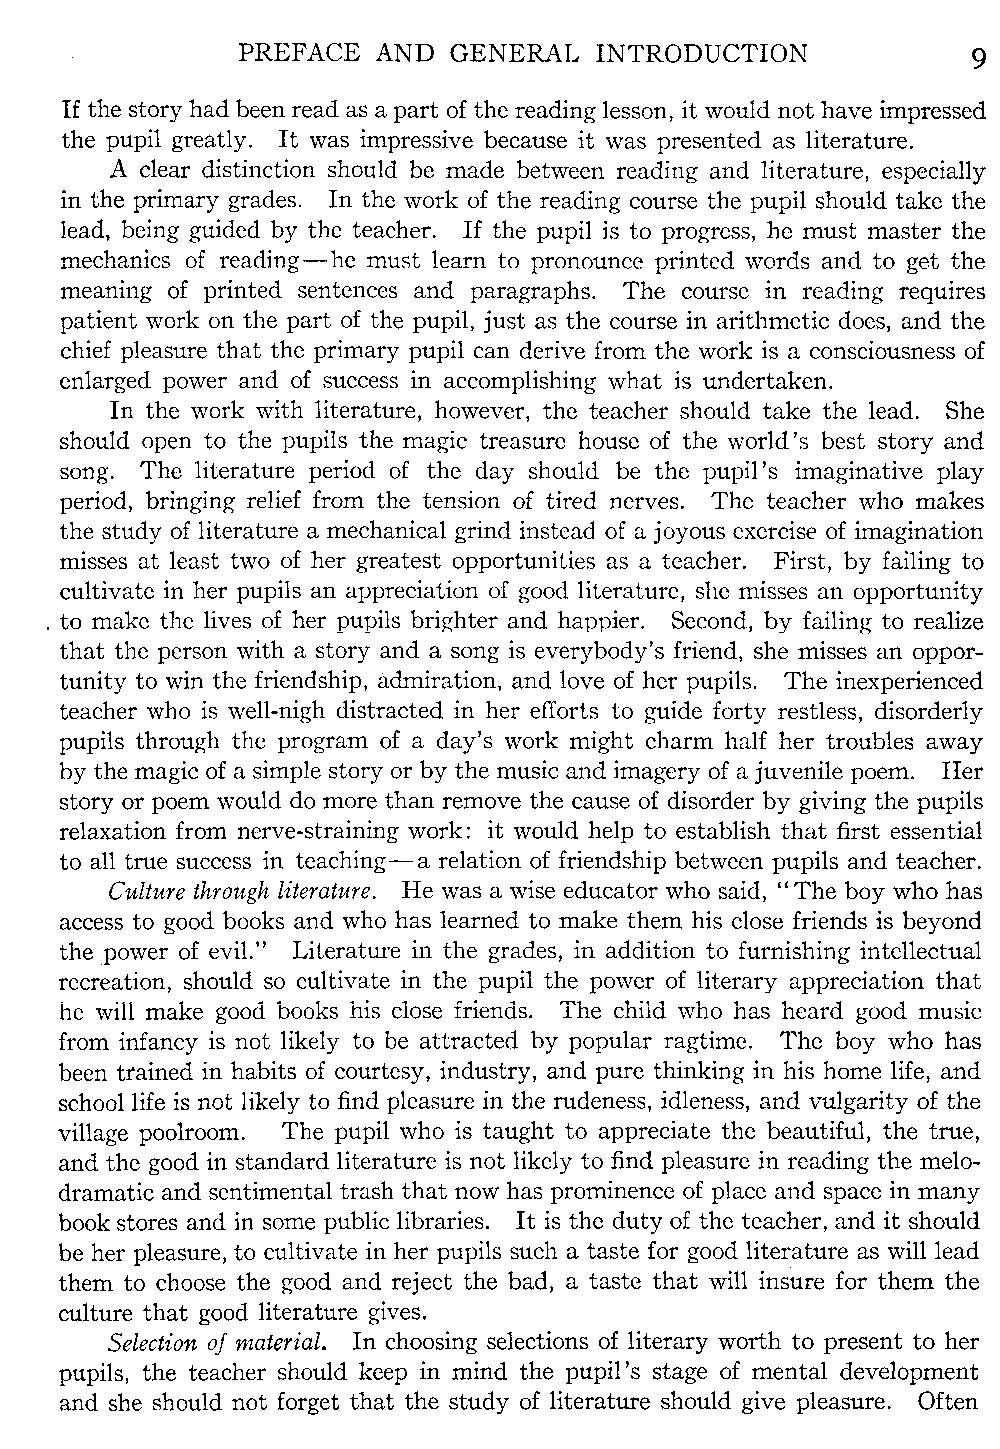 PREFACE AND GENERAL INTRODUCTION 9
If the story had been read as a part of the reading lesson, it would not have impressed
the pupil greatly. It was impressive because it was presented as literature.
A clear distinction should be made between reading and literature, especially
in the primary grades. In the work of the reading course the pupil should take the
lead, being guided by the teacher. If the pupil is to progress, he must master the
mechanics of reading—he must learn to pronounce printed words and to get the
meaning of printed sentences and paragraphs. The course in reading requires
patient work on the part of the pupil, just as the course in arithmetic does, and the
chief pleasure that the primary pupil can derive from the work is a consciousness of
enlarged power and of success in accomplishing what is undertaken.
In the work with literature, however, the teacher should take the lead. She
should open to the pupils the magic treasure house of the world's best story and
song. The literature period of the day should be the pupil's imaginative play
period, bringing relief from the tension of tired nerves. The teacher who makes
the study of literature a mechanical grind instead of a joyous exercise of imagination
misses at least two of her greatest opportunities as a teacher. First, by failing to
cultivate in her pupils an appreciation of good literature, she misses an opportunity
to make the lives of her pupils brighter and happier. Second, by failing to realize
that the person with a story and a song is everybody's friend, she misses an oppor-
tunity to win the friendship, admiration, and love of her pupils. The inexperienced
teacher who is well-nigh distracted in her efforts to guide forty restless, disorderly
pupils through the program of a day's work might charm half her troubles away
by the magic of a simple story or by the music and imagery of a juvenile poem. Her
story or poem would do more than remove the cause of disorder by giving the pupils
relaxation from nerve-straining work: it would help to establish that first essential
to all true success in teaching—a relation of friendship between pupils and teacher.
Culture through literature. He was a wise educator who said, "The boy who has
access to good books and who has learned to make them his close friends is beyond
the power of evil." Literature in the grades, in addition to furnishing intellectual
recreation, should so cultivate in the pupil the power of literary appreciation that
he will make good books his close friends. The child who has heard good music
from infancy is not likely to be attracted by popular ragtime. The boy who has
been trained in habits of courtesy, industry, and pure thinking in his home life, and
school life is not likely to find pleasure in the rudeness, idleness, and vulgarity of the
village poolroom. The pupil who is taught to appreciate the beautiful, the true,
and the good in standard literature is not likely to find pleasure in reading the melo-
dramatic and sentimental trash that now has prominence of place and space in many
book stores and in some public libraries. It is the duty of the teacher, and it should
be her pleasure, to cultivate in her pupils such a taste for good literature as will lead
them to choose the good and reject the bad, a taste that will insure for them the
culture that good literature gives.
Selection of material. In choosing selections of literary worth to present to her
pupils, the teacher should keep in mind the pupil's stage of mental development
and she should not forget that the study of literature should give pleasure. Often